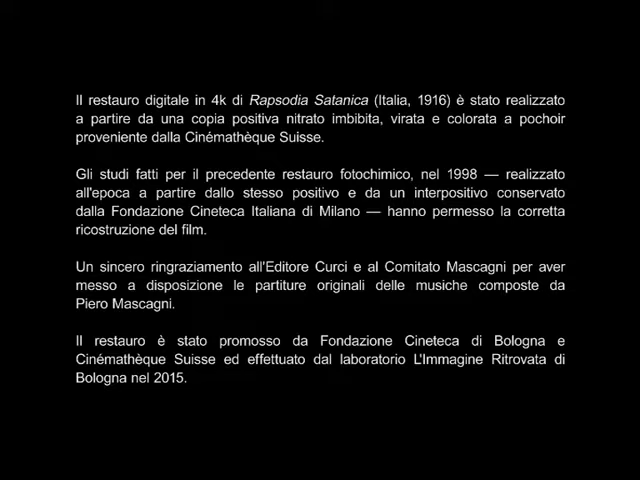 Il restauro digitale in 4k di Rapsodia Satanica (Italia, 1916) è stato realizzato
a partire da una copia positiva nitrato imbibita, virata e colorata a pochoir
proveniente dalla Cinémathèque Suisse.
Gli studi fatti per il precedente restauro fotochimico, nel 1998 — realizzato
all'epoca a partire dallo stesso positivo e da un interpositivo conservato
dalla Fondazione Cineteca Italiana di Milano — hanno permesso la corretta
ricostruzione del film.
Un sincero ringraziamento all'Editore Curci e al Comitato Mascagni per aver
messo a disposizione le partiture originali delle musiche composte da
Piero Mascagni.
Il restauro è stato promosso da Fondazione Cineteca di Bologna e
Cinémathèque Suisse ed effettuato dal laboratorio L'Immagine Ritrovata di
Bologna nel 2015.